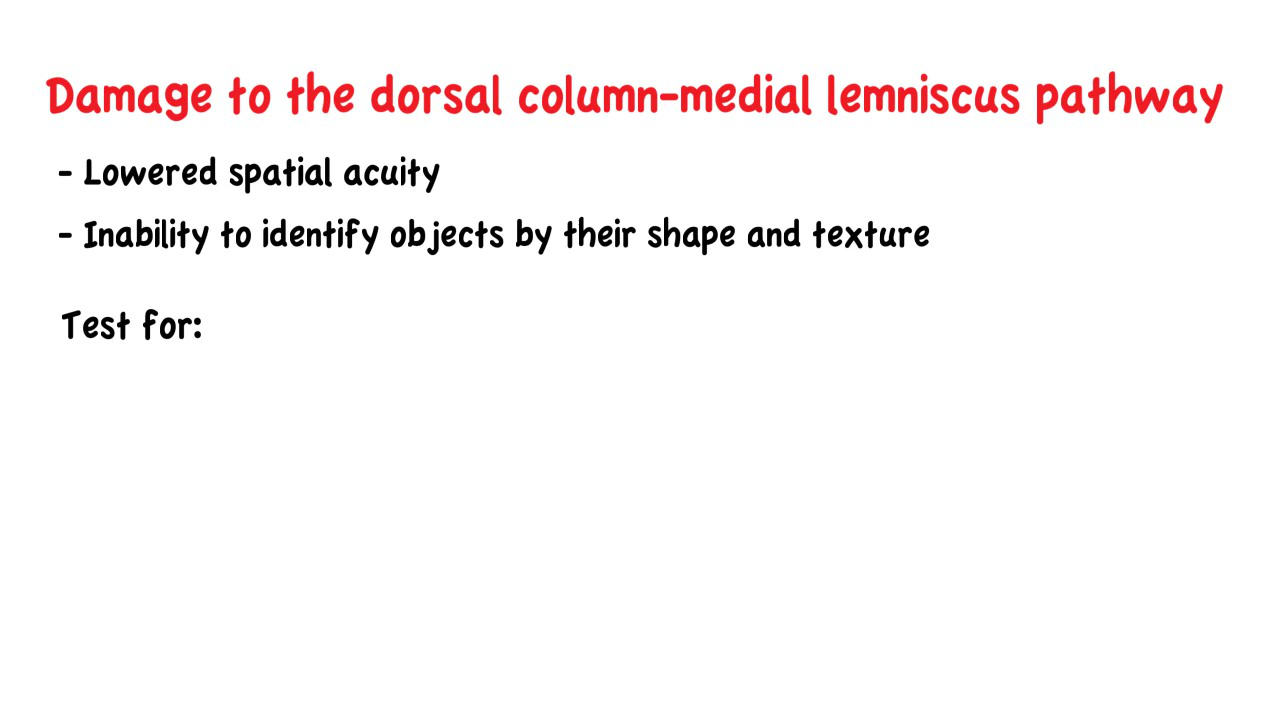 Damage to the dorsal column-medial lemniscus pathway
- Lowered spatial acuity
- Inability to identify objects by their shape and texture
Test for: